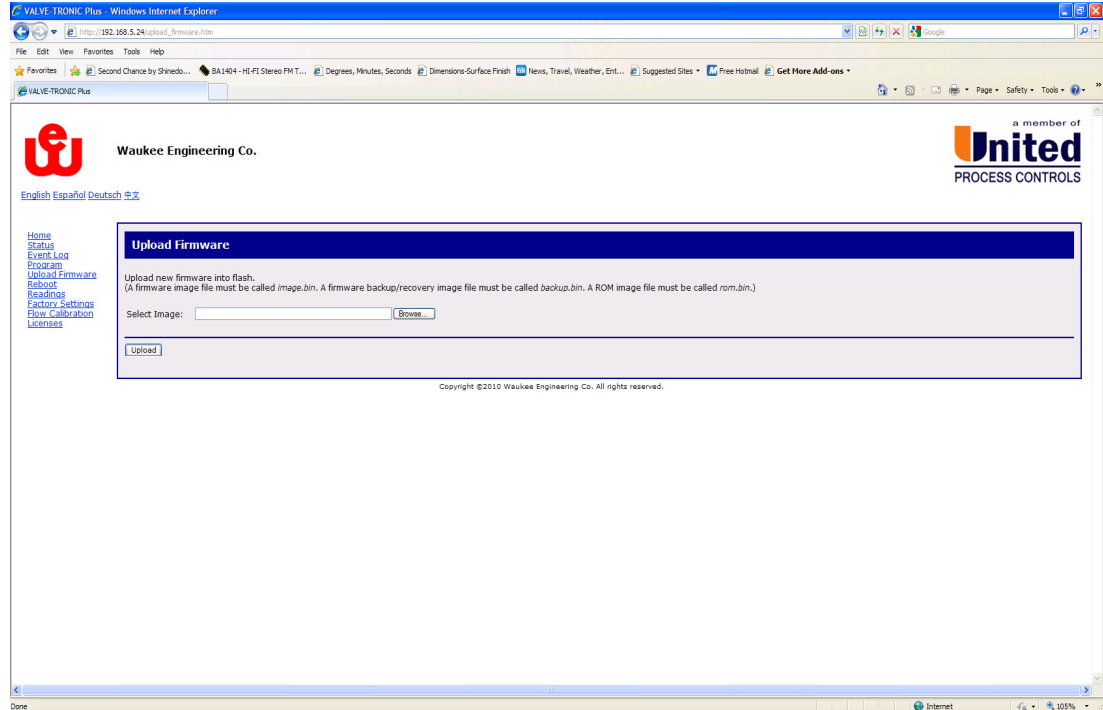 VALVE-TRONIC Plus - Windows Internet Explorer
http://192.168.5.24/upload_firmware.htm
Google
File Edit View Favorites Tools Help
Favorites Second Chance by Shinedo... BA1404 - HI-FI Stereo FM T... Degrees, Minutes, Seconds Dimensions-Surface Finish News, Travel, Weather, Ent... Suggested Sites Free Hotmail Get More Add-ons
VALVE-TRONIC Plus
Page Safety Tools
a member of
United
PROCESS CONTROLS
Waukee Engineering Co.
English Español Deutsch 中文
Home
Status
Event Log
Program
Upload Firmware
Reboot
Readings
Factory Settings
Flow Calibration
Licenses
Upload Firmware
Upload new firmware into flash.
(A firmware image file must be called image.bin. A firmware backup/recovery image file must be called backup.bin. A ROM image file must be called rom.bin.)
Select Image: Browse...
Upload
Copyright ©2010 Waukee Engineering Co. All rights reserved.
Done Internet 105%